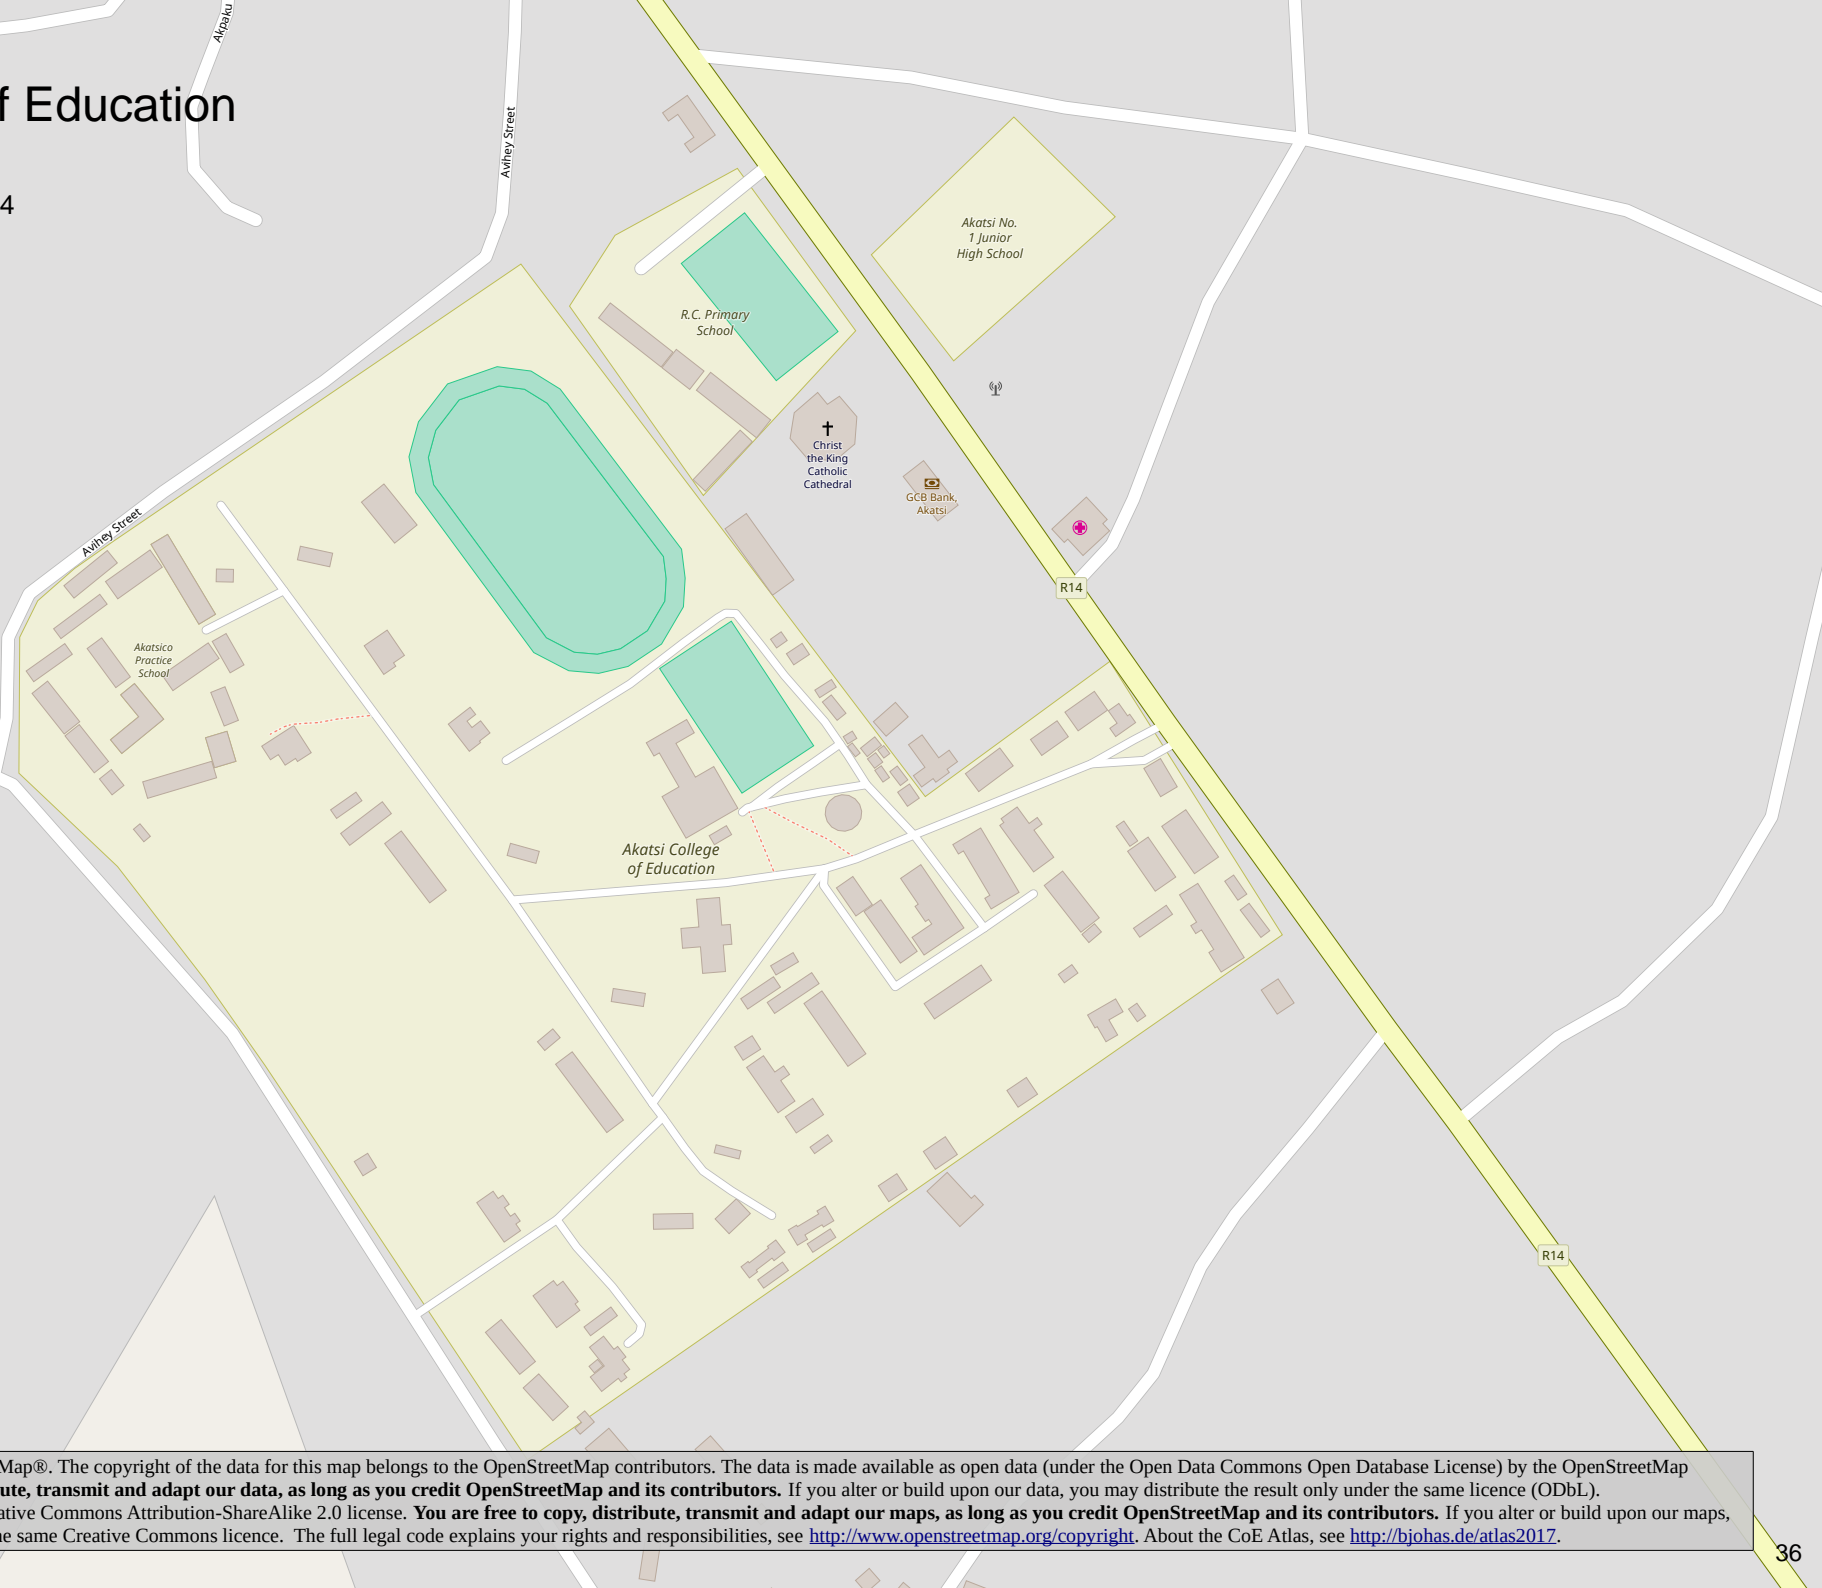 Akpaku
f Education
Avihey Street
4
Akatsi No.
1 Junior
High School
R.C. Primary
School
Christ
the King
Catholic
Cathedral
GCB Bank,
Akatsi
Avihey Street
R14
Akatsico
Practice
School
Akatsi College
of Education
R14
Map®. The copyright of the data for this map belongs to the OpenStreetMap contributors. The data is made available as open data (under the Open Data Commons Open Database License) by the OpenStreetMap
ute, transmit and adapt our data, as long as you credit OpenStreetMap and its contributors. If you alter or build upon our data, you may distribute the result only under the same licence (ODbL).
ative Commons Attribution-ShareAlike 2.0 license. You are free to copy, distribute, transmit and adapt our maps, as long as you credit OpenStreetMap and its contributors. If you alter or build upon our maps,
he same Creative Commons licence. The full legal code explains your rights and responsibilities, see http://www.openstreetmap.org/copyright. About the CoE Atlas, see http://bjohas.de/atlas2017.
36